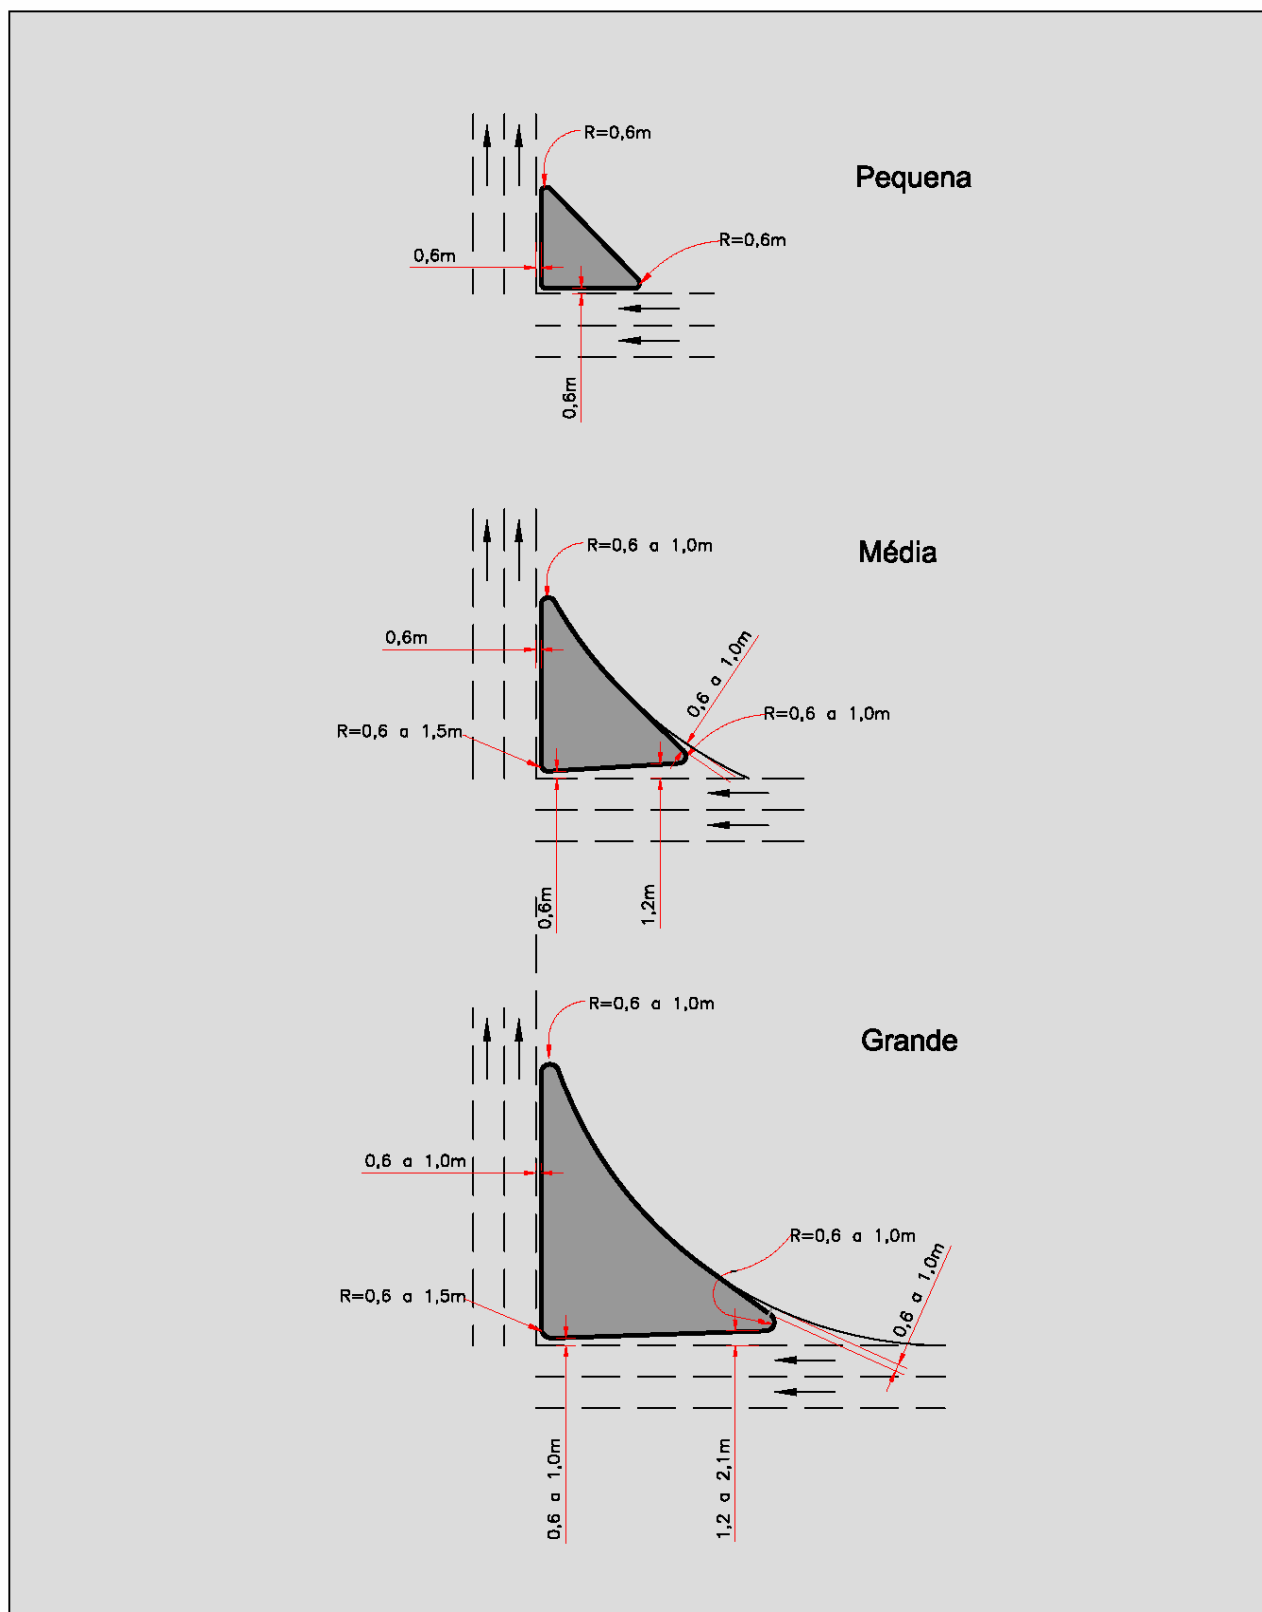 R=0,6m
Pequena
R=0,6m
0,6m
0,6m
R=0,6 a 1,0m
Média
0,6m
0,6 a 1,0m
R=0,6 a 1,0m
R=0,6 a 1,5m
0,6m
1,2m
R=0,6 a 1,0m
Grande
0,6 a 1,0m
R=0,6 a 1,0m
0,6 a 1,0m
R=0,6 a 1,5m
0,6 a 1,0m
1,2 a 2,1m